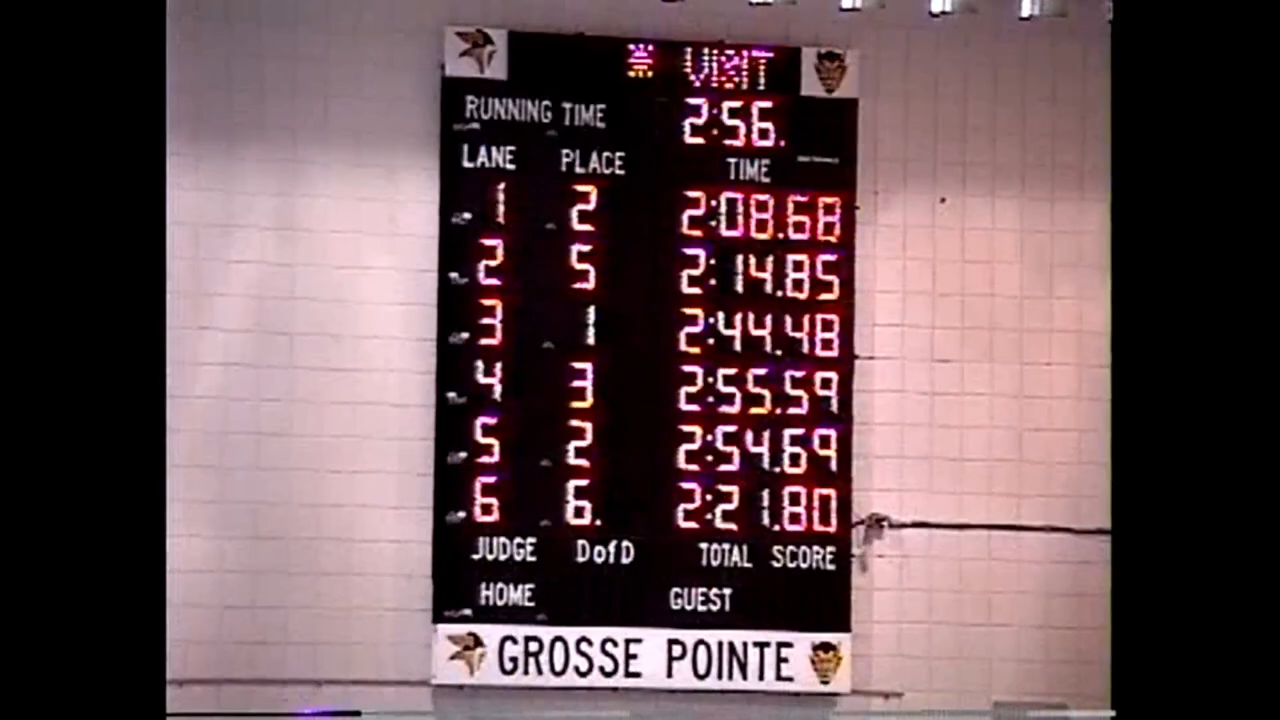 VISIT
RUNNING TIME 2:56.
LANE PLACE TIME
1 2 2:08.68
2 5 2:14.85
3 1 2:44.48
4 3 2:55.59
5 2 2:54.69
6 6. 2:21.80
JUDGE DofD TOTAL SCORE
HOME GUEST
GROSSE POINTE